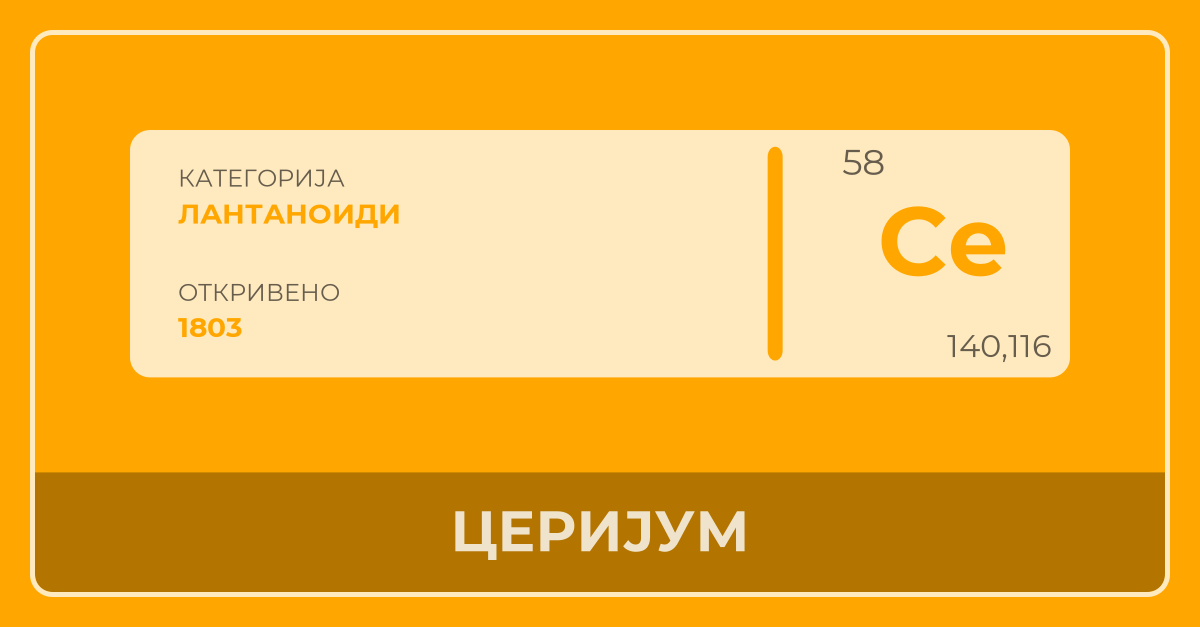 КАТЕГОРИЈА
ЛАНТАНОИДИ
ОТКРИВЕНО
1803
58
Ce
140,116
ЦЕРИЈУМ